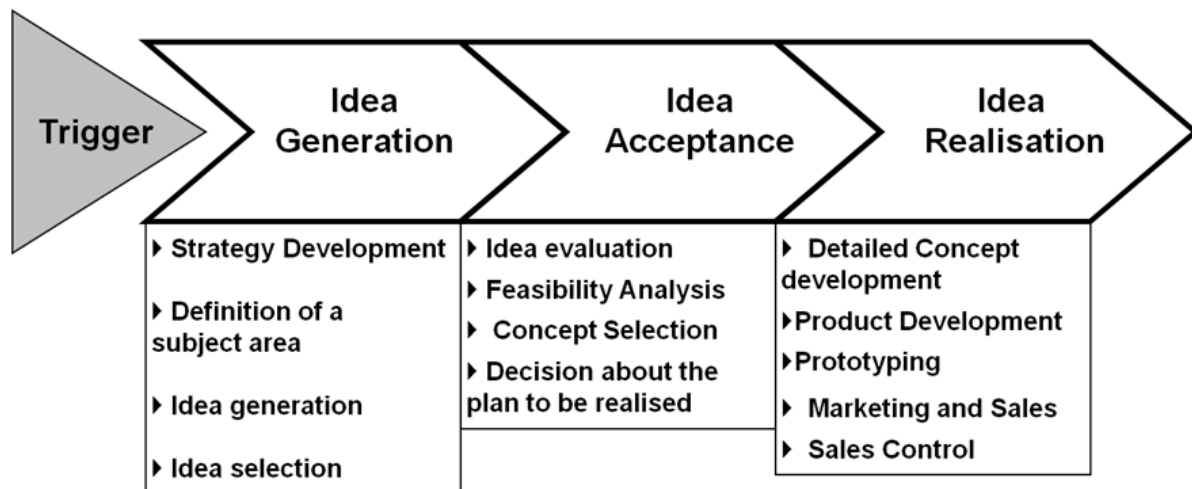 Trigger
Idea
Generation
Idea
Acceptance
Idea
Realisation
Strategy Development
Definition of a
subject area
Idea generation
Idea selection
Idea evaluation
Feasibility Analysis
Concept Selection
Decision about the
plan to be realised
Detailed Concept
development
Product Development
Prototyping
Marketing and Sales
Sales Control